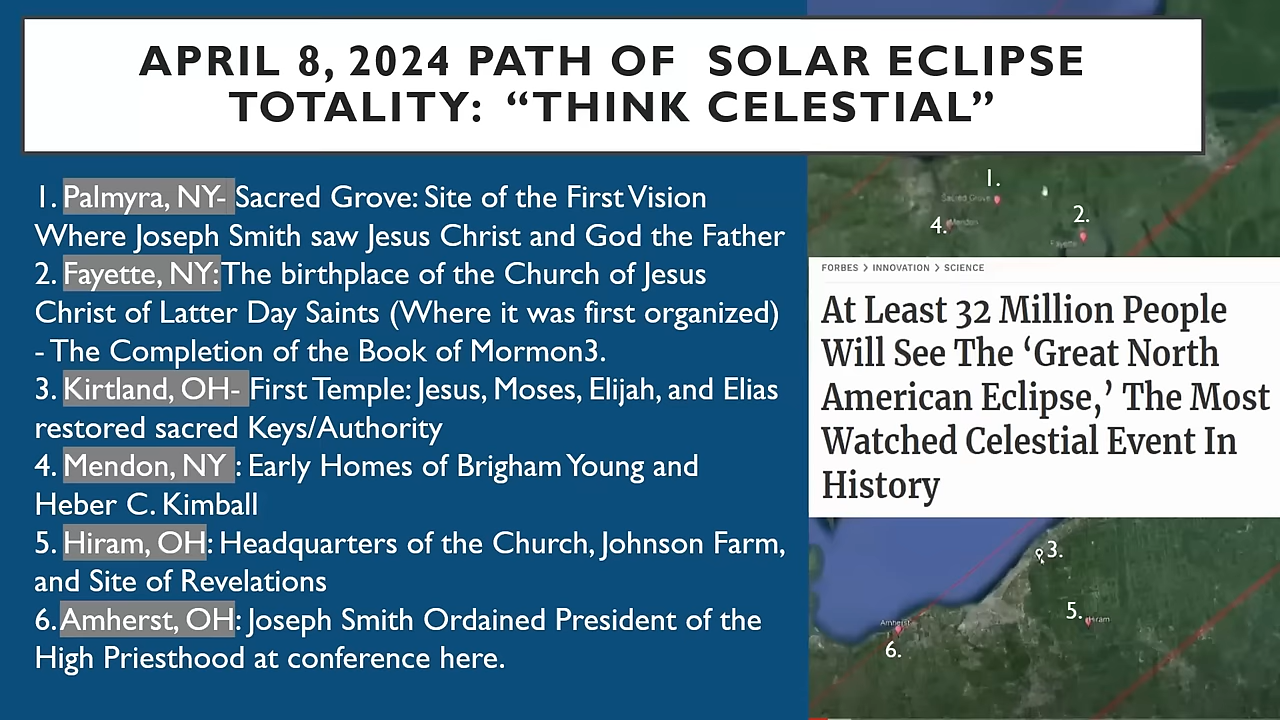 APRIL 8, 2024 PATH OF SOLAR ECLIPSE
TOTALITY: “THINK CELESTIAL”
1. Palmyra, NY- Sacred Grove: Site of the First Vision
Where Joseph Smith saw Jesus Christ and God the Father
2. Fayette, NY:The birthplace of the Church of Jesus
Christ of Latter Day Saints (Where it was first organized)
- The Completion of the Book of Mormon3.
3. Kirtland, OH- First Temple: Jesus, Moses, Elijah, and Elias
restored sacred Keys/Authority
4. Mendon, NY : Early Homes of Brigham Young and
Heber C. Kimball
5. Hiram, OH: Headquarters of the Church, Johnson Farm,
and Site of Revelations
6. Amherst, OH: Joseph Smith Ordained President of the
High Priesthood at conference here.
1.
Sacred Grove
2.
4. Mendon
Fayette
FORBES > INNOVATION > SCIENCE
At Least 32 Million People
Will See The ‘Great North
American Eclipse,’ The Most
Watched Celestial Event In
History
3.
5. Hiram
Amherst
6.